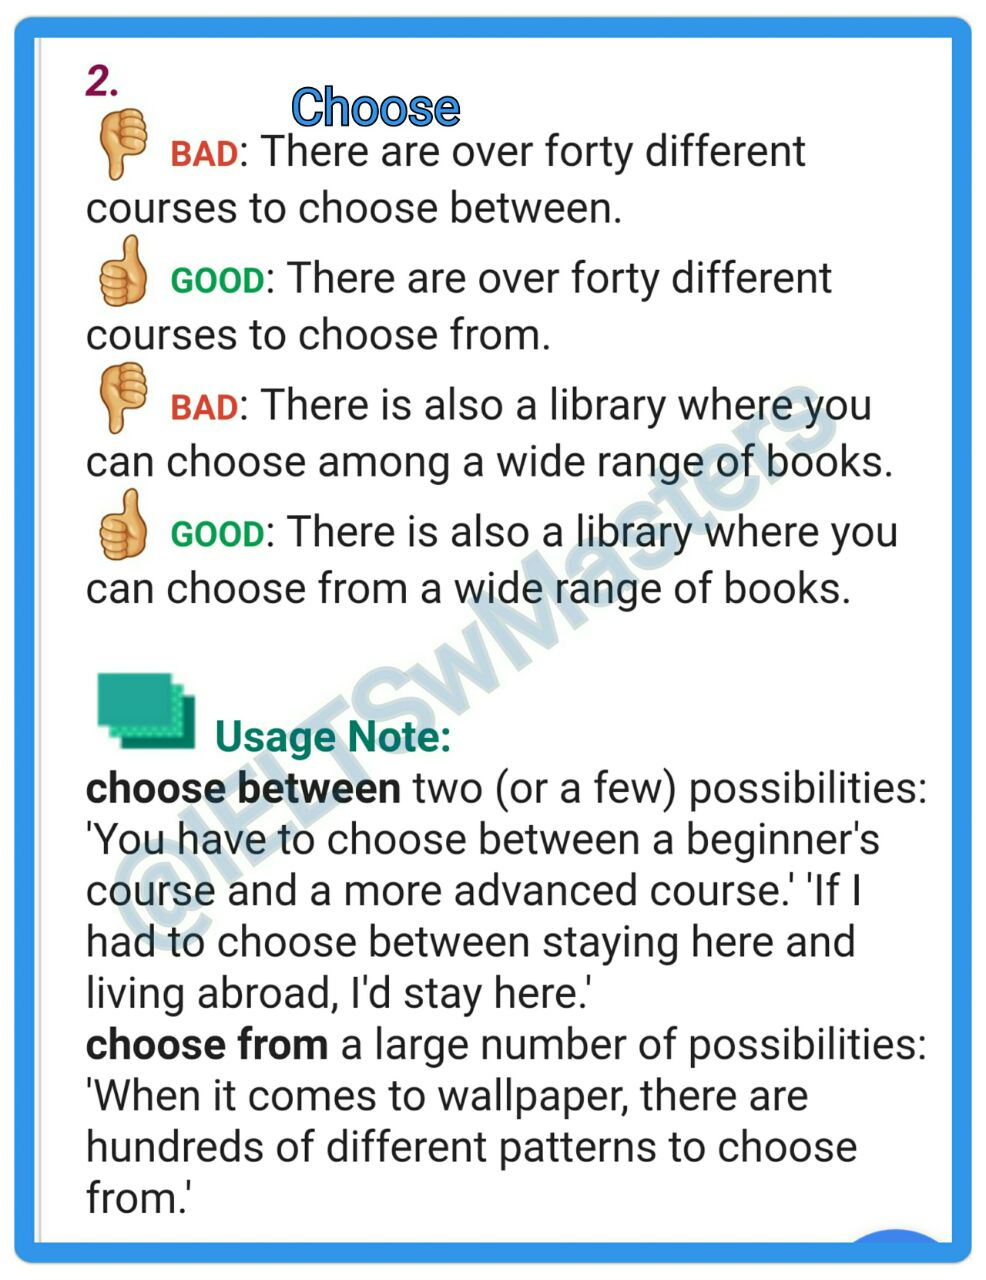 2.
Choose
BAD: There are over forty different
courses to choose between.
GOOD: There are over forty different
courses to choose from.
BAD: There is also a library where you
can choose among a wide range of books.
GOOD: There is also a library where you
can choose from a wide range of books.
Usage Note:
choose between two (or a few) possibilities:
'You have to choose between a beginner's
course and a more advanced course.' 'If I
had to choose between staying here and
living abroad, I'd stay here.'
choose from a large number of possibilities:
'When it comes to wallpaper, there are
hundreds of different patterns to choose
from.'
@IELTSwMasters